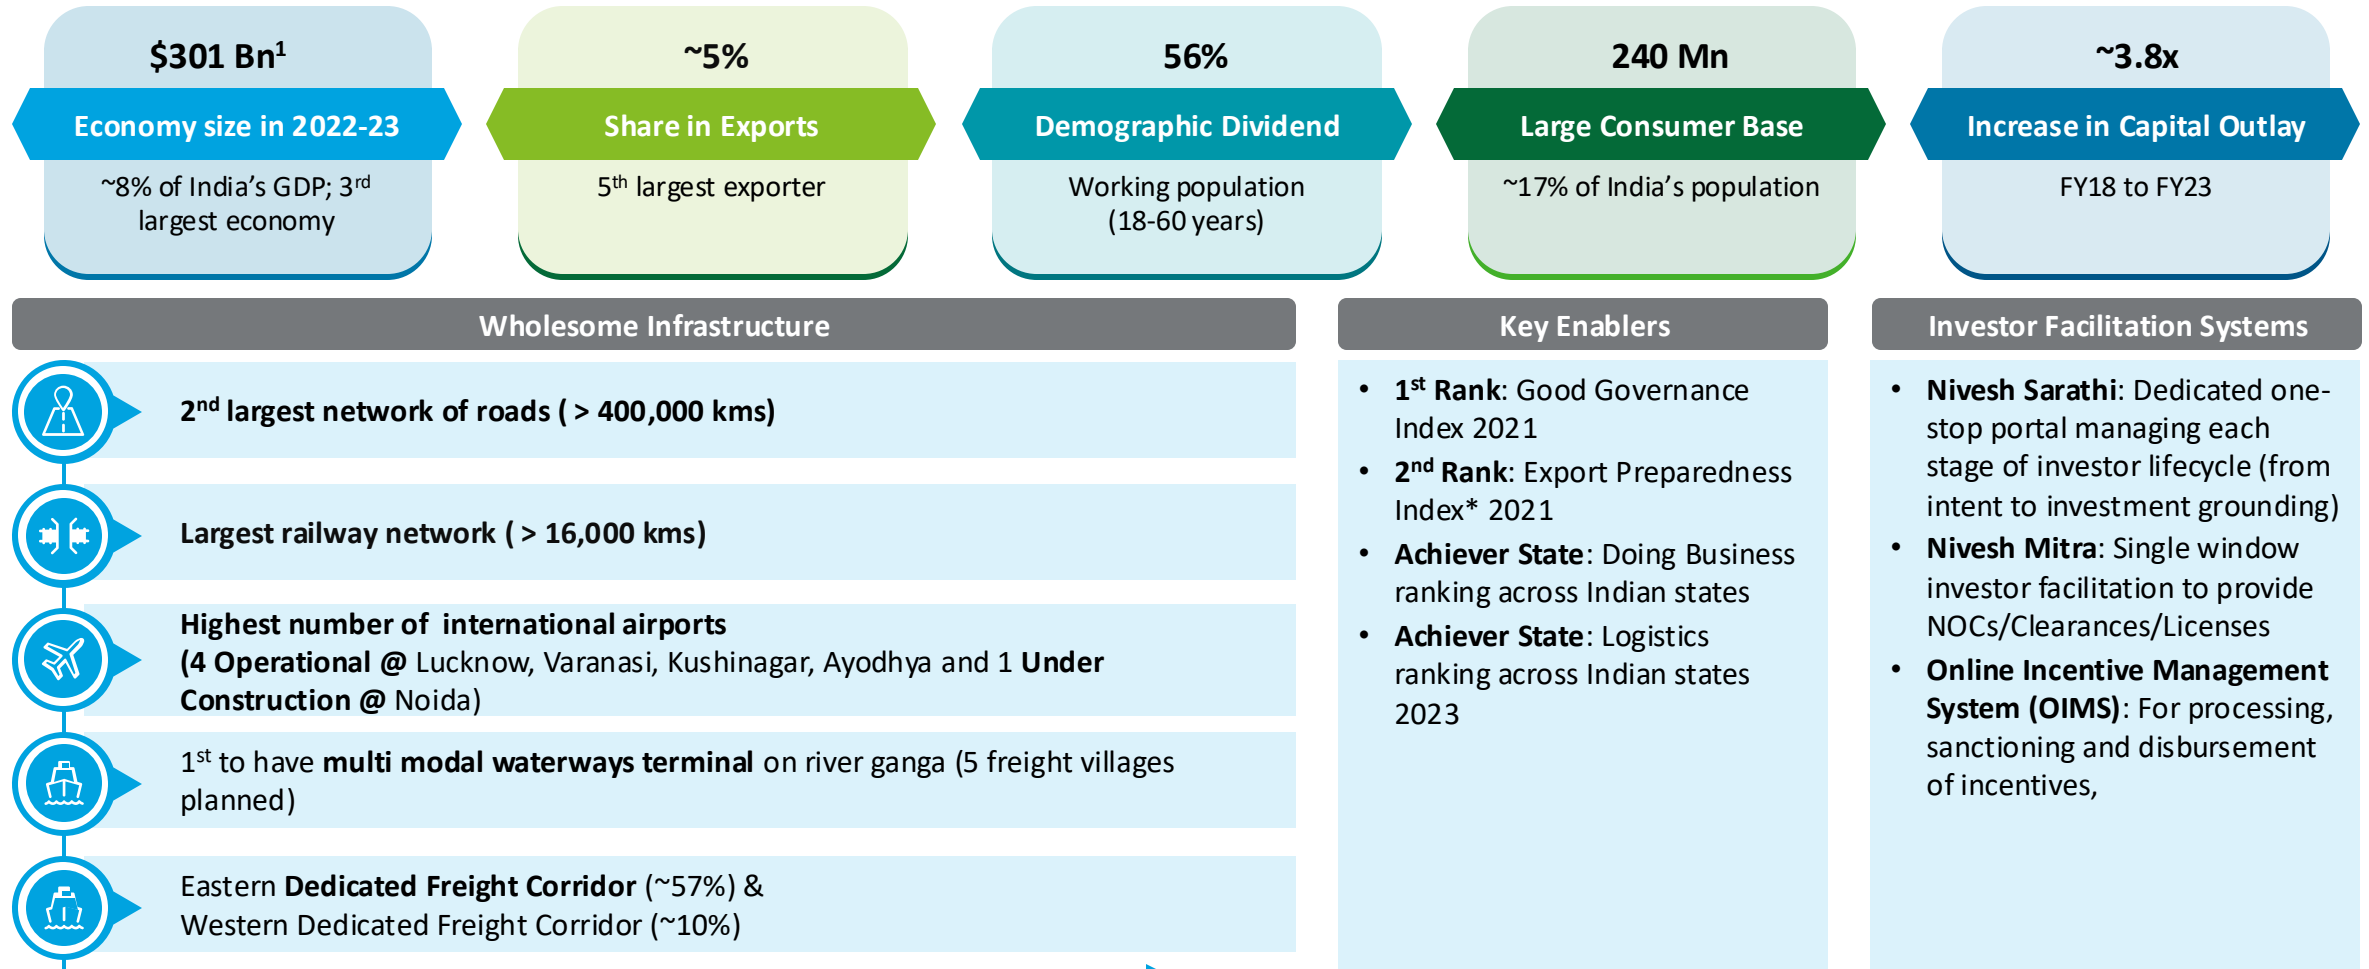 $301 Bn¹
Economy size in 2022-23
~8% of India’s GDP; 3rd
largest economy
~5%
Share in Exports
5th largest exporter
56%
Demographic Dividend
Working population
(18-60 years)
240 Mn
Large Consumer Base
~17% of India’s population
~3.8x
Increase in Capital Outlay
FY18 to FY23
Wholesome Infrastructure
2nd largest network of roads ( > 400,000 kms)
Largest railway network ( > 16,000 kms)
Highest number of international airports
(4 Operational @ Lucknow, Varanasi, Kushinagar, Ayodhya and 1 Under
Construction @ Noida)
1st to have multi modal waterways terminal on river ganga (5 freight villages
planned)
Eastern Dedicated Freight Corridor (~57%) &
Western Dedicated Freight Corridor (~10%)
Key Enablers
• 1st Rank: Good Governance
Index 2021
• 2nd Rank: Export Preparedness
Index* 2021
• Achiever State: Doing Business
ranking across Indian states
• Achiever State: Logistics
ranking across Indian states
2023
Investor Facilitation Systems
• Nivesh Sarathi: Dedicated one-
stop portal managing each
stage of investor lifecycle (from
intent to investment grounding)
• Nivesh Mitra: Single window
investor facilitation to provide
NOCs/Clearances/Licenses
• Online Incentive Management
System (OIMS): For processing,
sanctioning and disbursement
of incentives,